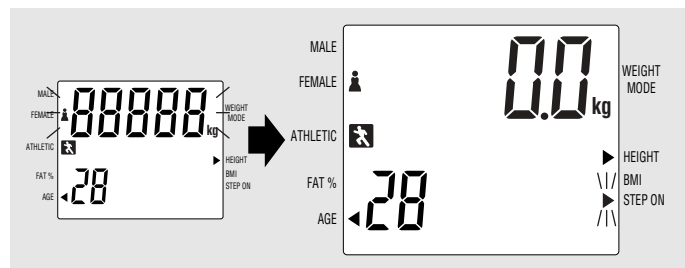 MALE
FEMALE
ATHLETIC
FAT %
AGE
88888 kg
28
WEIGHT
MODE
HEIGHT
BMI
STEP ON
MALE
FEMALE
ATHLETIC
FAT %
AGE
0.0 kg
28
WEIGHT
MODE
HEIGHT
BMI
STEP ON